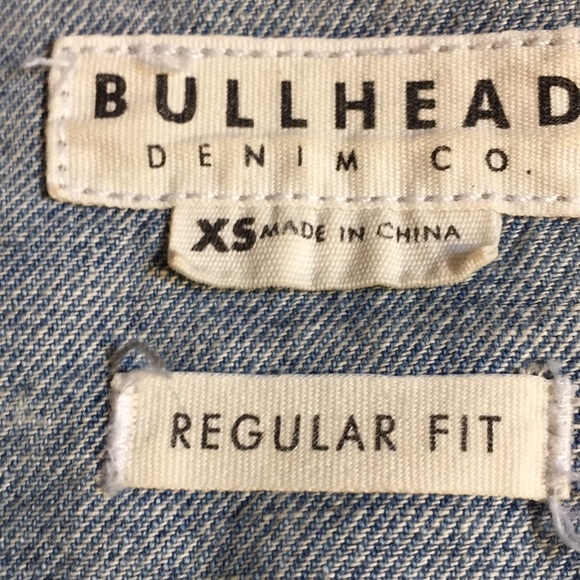 BULLHEAD
DENIM CO.
XS MADE IN CHINA
REGULAR FIT